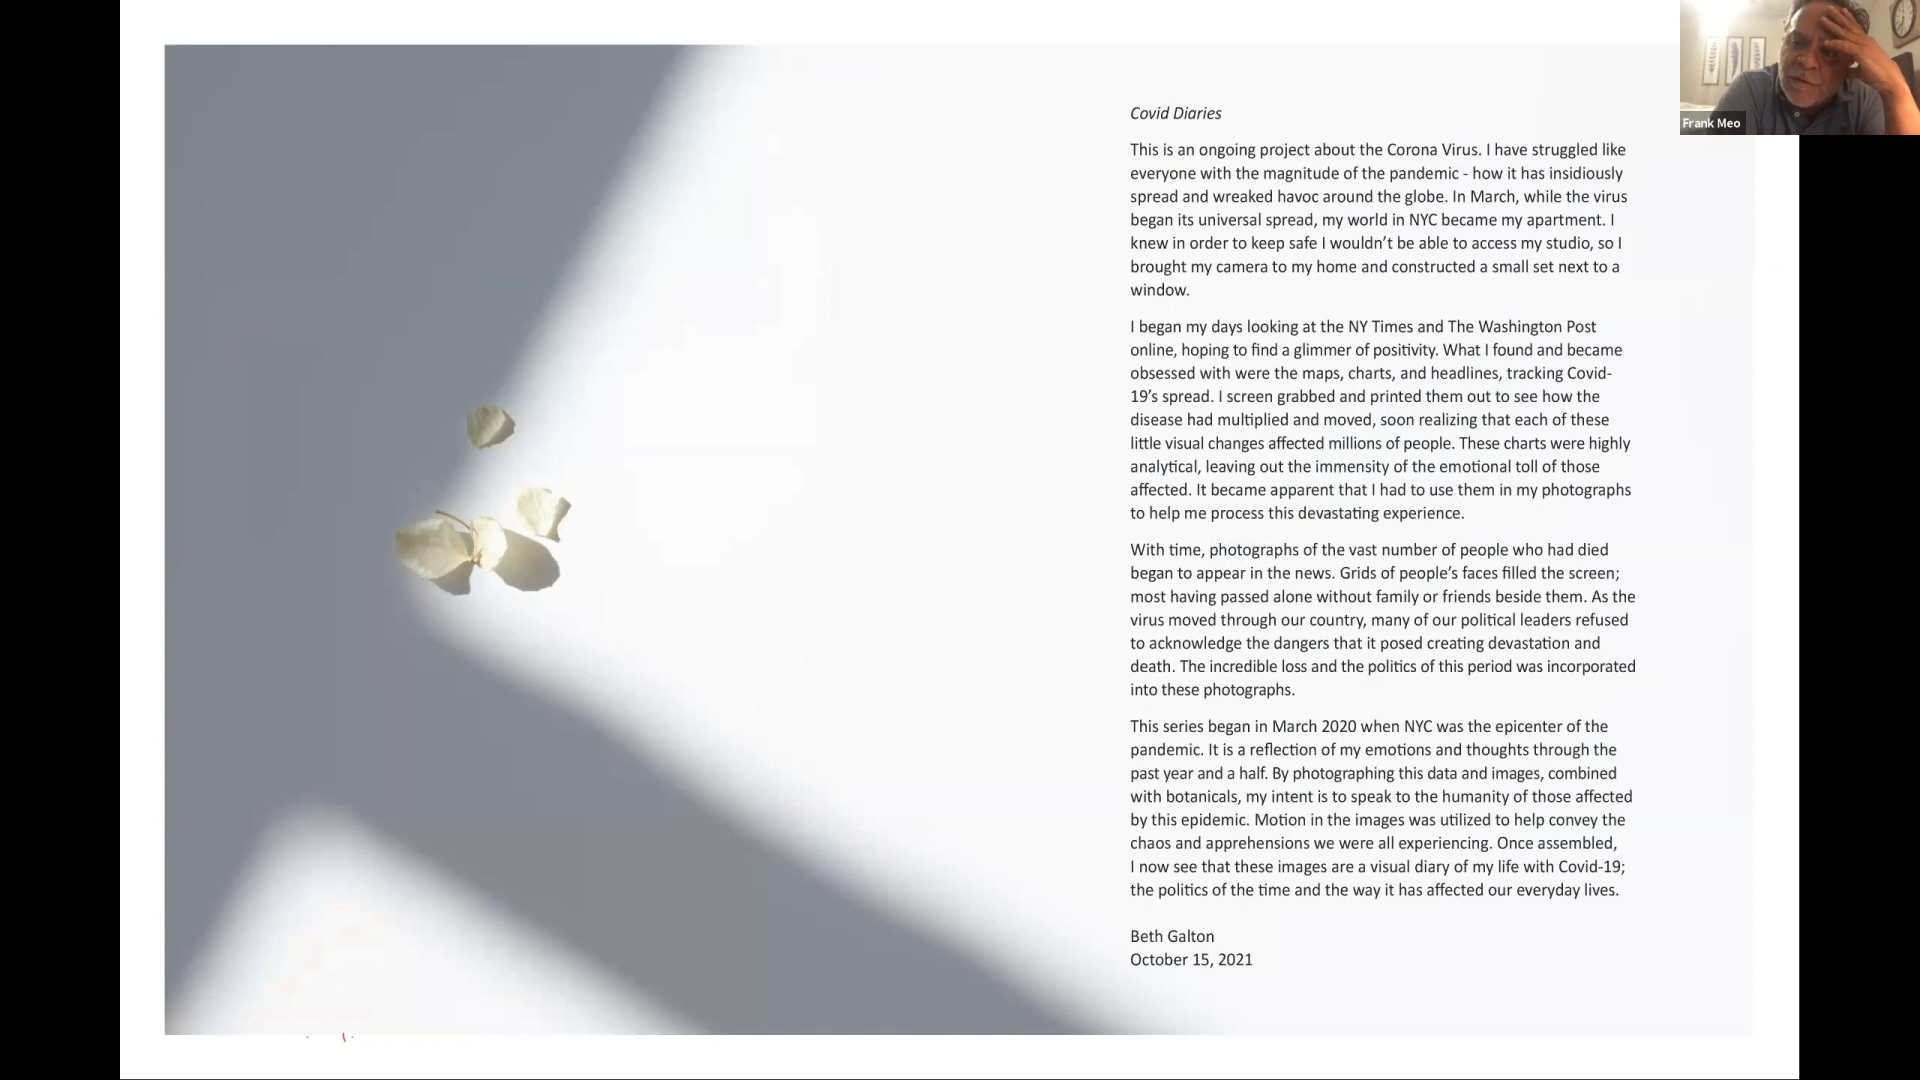 Covid Diaries
This is an ongoing project about the Corona Virus. I have struggled like
everyone with the magnitude of the pandemic - how it has insidiously
spread and wreaked havoc around the globe. In March, while the virus
began its universal spread, my world in NYC became my apartment. I
knew in order to keep safe I wouldn’t be able to access my studio, so I
brought my camera to my home and constructed a small set next to a
window.
I began my days looking at the NY Times and The Washington Post
online, hoping to find a glimmer of positivity. What I found and became
obsessed with were the maps, charts, and headlines, tracking Covid-
19’s spread. I screen grabbed and printed them out to see how the
disease had multiplied and moved, soon realizing that each of these
little visual changes affected millions of people. These charts were highly
analytical, leaving out the immensity of the emotional toll of those
affected. It became apparent that I had to use them in my photographs
to help me process this devastating experience.
With time, photographs of the vast number of people who had died
began to appear in the news. Grids of people’s faces filled the screen;
most having passed alone without family or friends beside them. As the
virus moved through our country, many of our political leaders refused
to acknowledge the dangers that it posed creating devastation and
death. The incredible loss and the politics of this period was incorporated
into these photographs.
This series began in March 2020 when NYC was the epicenter of the
pandemic. It is a reflection of my emotions and thoughts through the
past year and a half. By photographing this data and images, combined
with botanicals, my intent is to speak to the humanity of those affected
by this epidemic. Motion in the images was utilized to help convey the
chaos and apprehensions we were all experiencing. Once assembled,
I now see that these images are a visual diary of my life with Covid-19;
the politics of the time and the way it has affected our everyday lives.
Beth Galton
October 15, 2021
Frank Meo